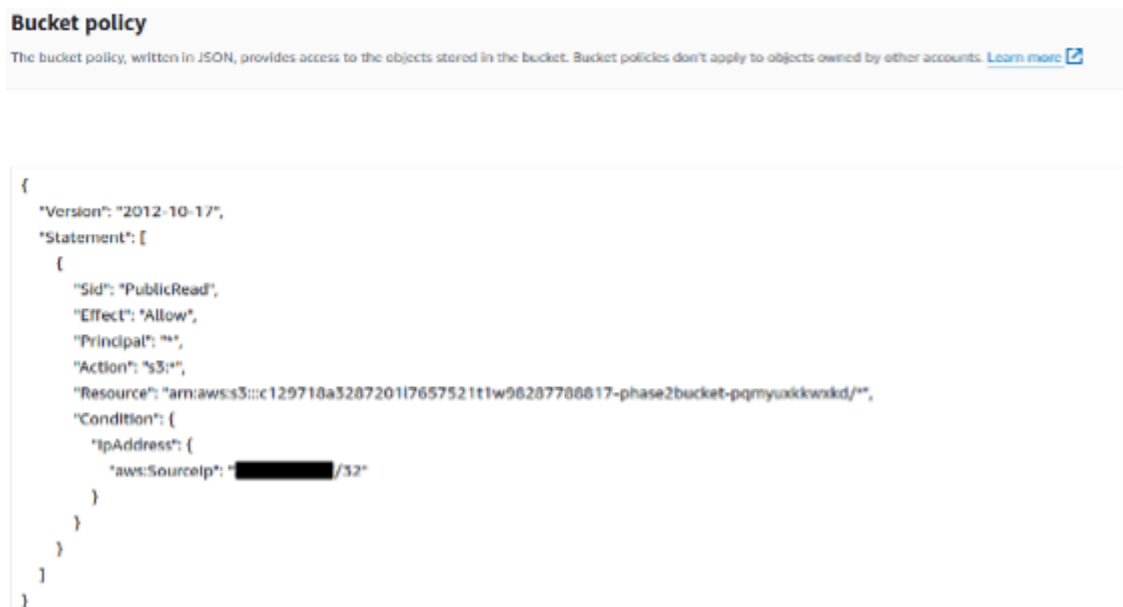 Bucket policy
The bucket policy, written in JSON, provides access to the objects stored in the bucket. Bucket policies don't apply to objects owned by other accounts. Learn more
{
"Version": "2012-10-17",
"Statement": [
{
"Sid": "PublicRead",
"Effect": "Allow",
"Principal": "*",
"Action": "s3:*",
"Resource": "arn:aws:s3:::c129718a3287201l7657521t1w98287788817-phase2bucket-pqmyuxkkwxkd/*",
"Condition": {
"IpAddress": {
"aws:SourceIp": "/32"
}
}
}
]
}